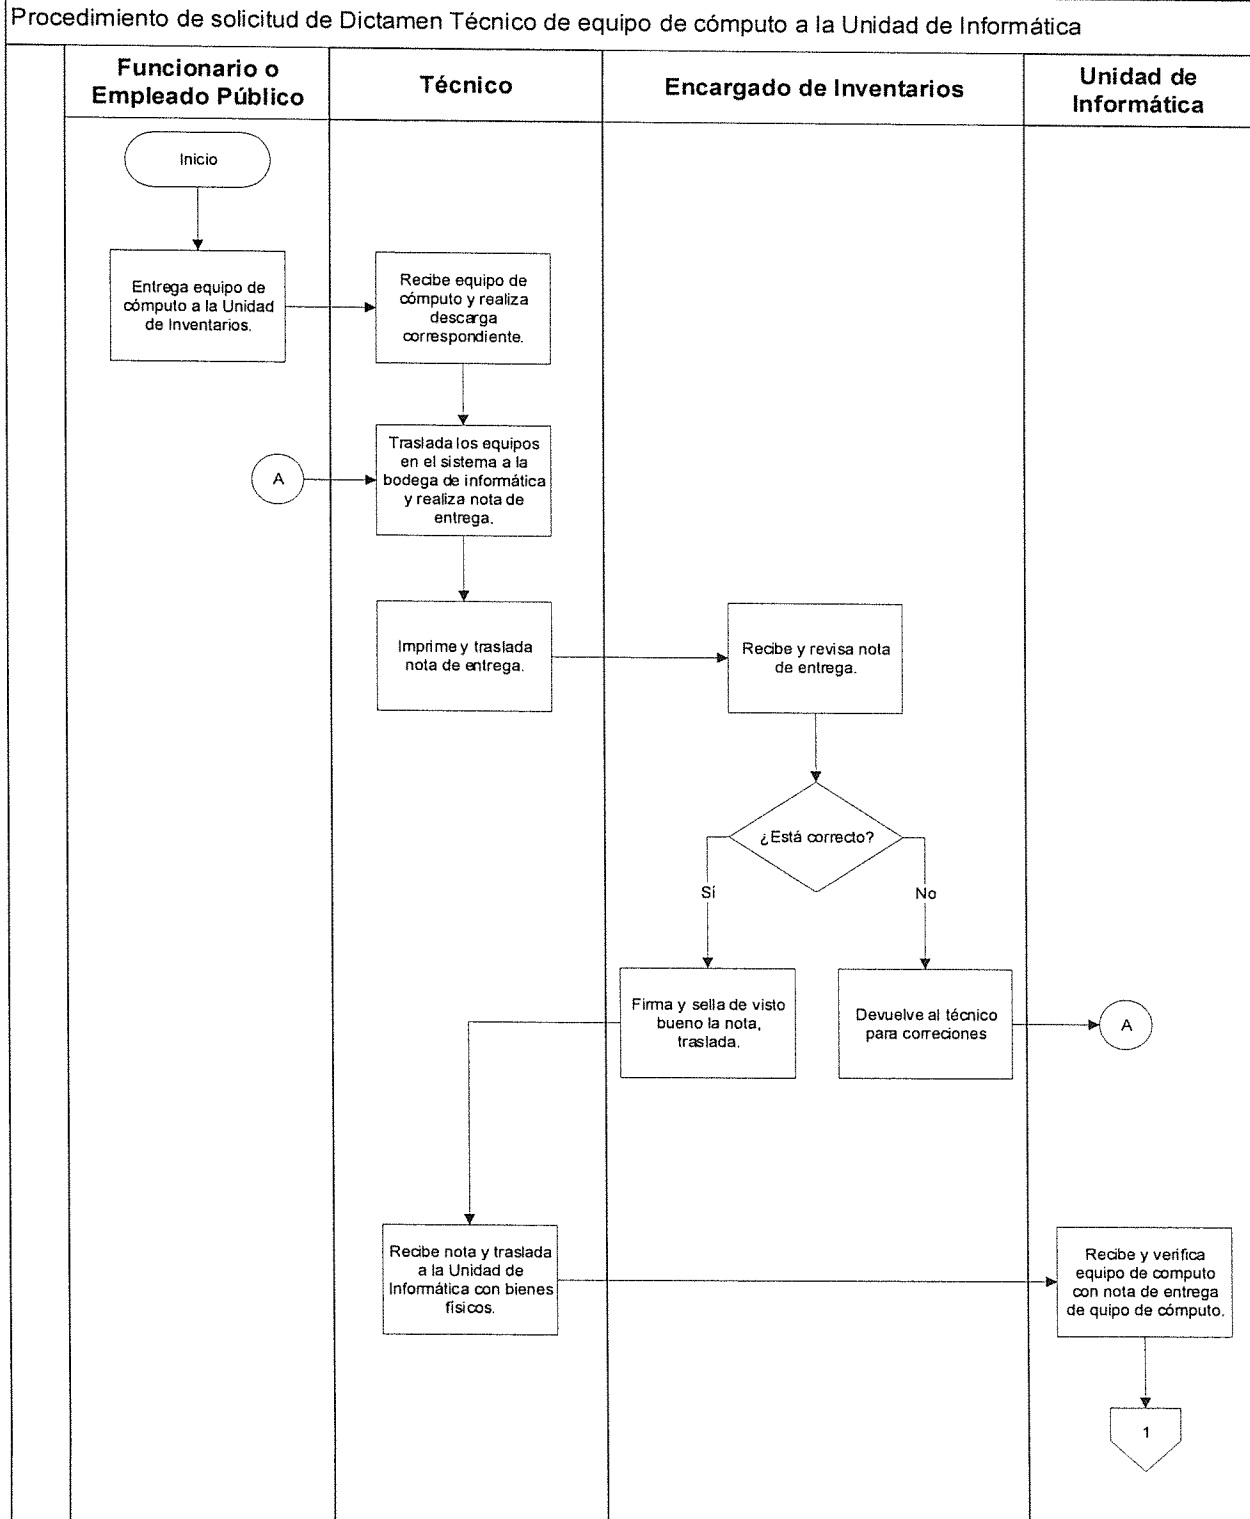 Procedimiento de solicitud de Dictamen Técnico de equipo de cómputo a la Unidad de Informática
Funcionario o
Empleado Público
Técnico
Encargado de Inventarios
Unidad de
Informática
Inicio
Entrega equipo de
cómputo a la Unidad
de Inventarios.
Recibe equipo de
cómputo y realiza
descarga
correspondiente.
A
Traslada los equipos
en el sistema a la
bodega de informática
y realiza nota de
entrega.
Imprime y traslada
nota de entrega.
Recibe y revisa nota
de entrega.
¿Está correcto?
Sí
No
Firma y sella de visto
bueno la nota,
traslada.
Devuelve al técnico
para correciones
A
Recibe nota y traslada
a la Unidad de
Informática con bienes
físicos.
Recibe y verifica
equipo de computo
con nota de entrega
de quipo de cómputo.
1